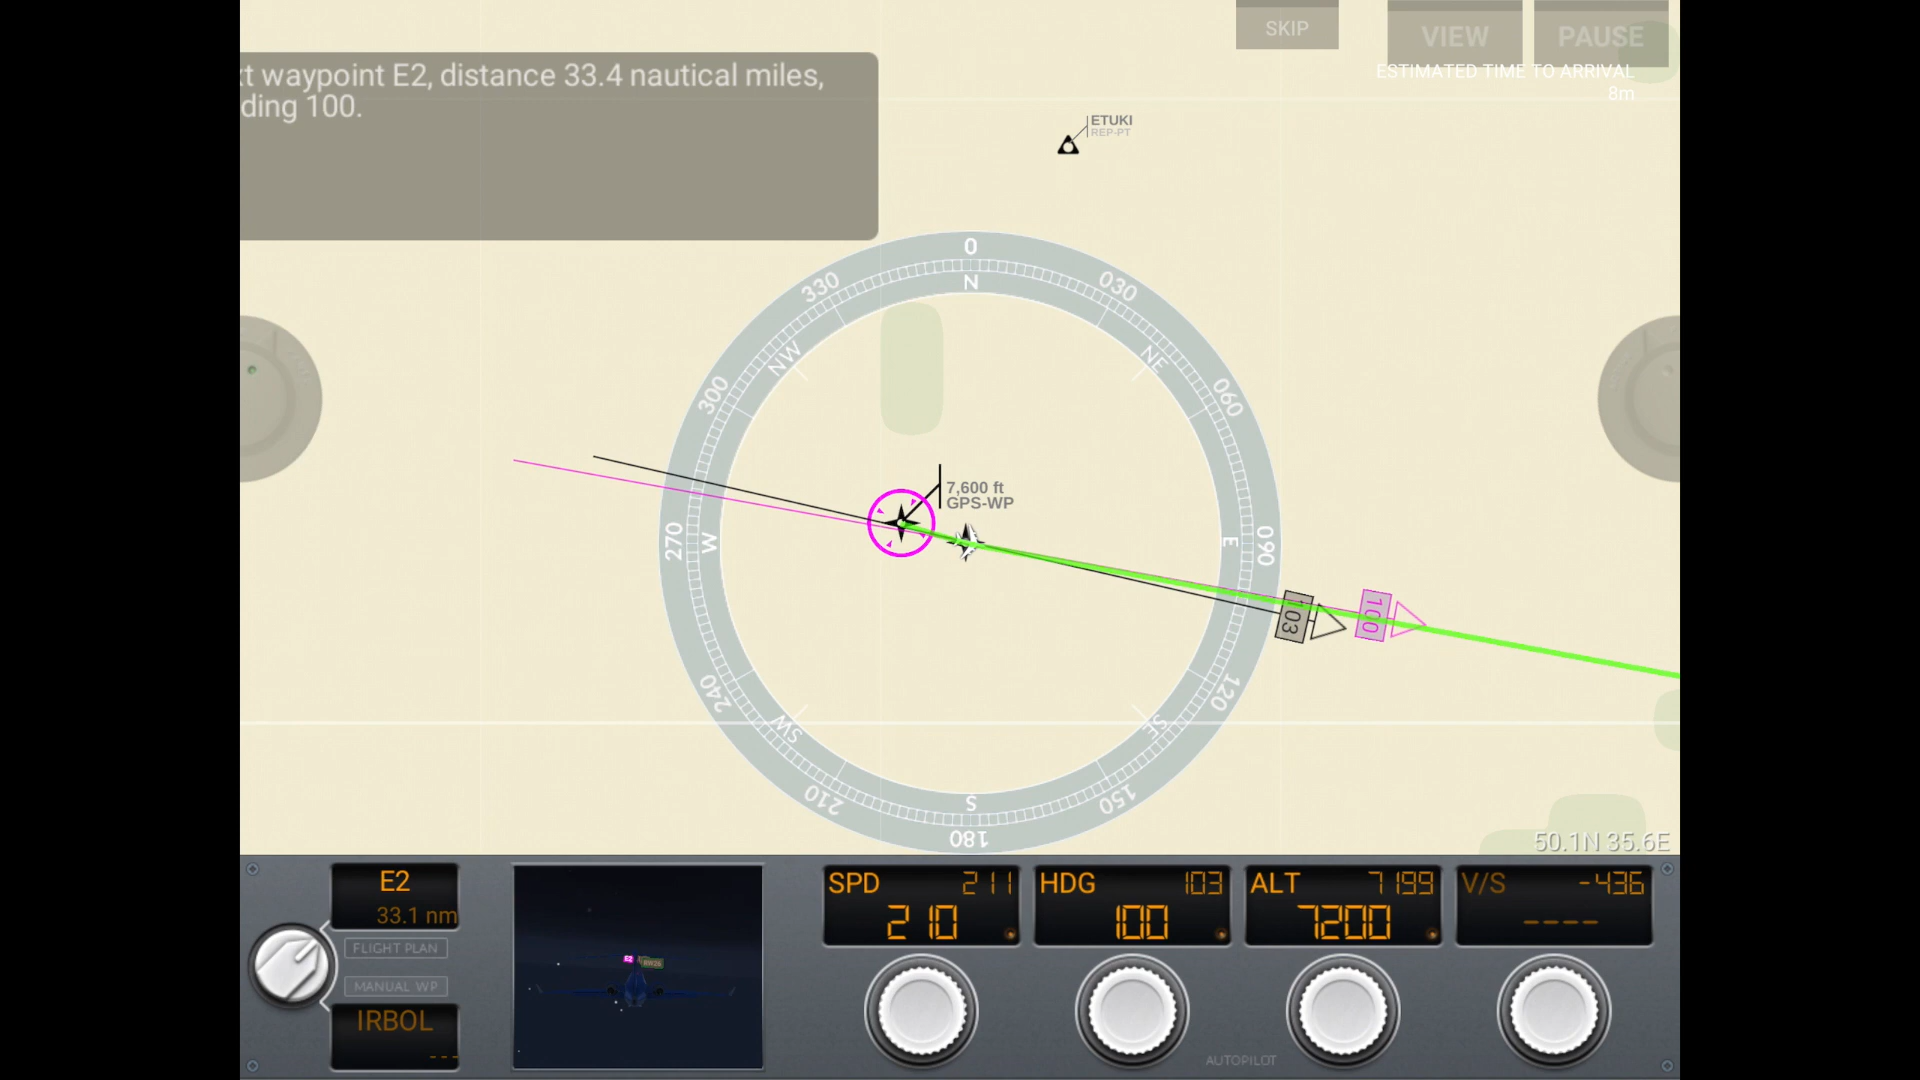 SKIP
VIEW
PAUSE
ESTIMATED TIME TO ARRIVAL
8m
xt waypoint E2, distance 33.4 nautical miles,
ding 100.
ETUKI
REP-PT
0
N
030
NE
060
E
090
120
SE
150
S
180
210
SW
240
W
270
300
NW
330
7,600 ft
GPS-WP
103
100
50.1N 35.6E
E2
33.1 nm
FLIGHT PLAN
MANUAL WP
IRBOL
---
E2
SPD 211
210
HDG 103
100
ALT 7199
7200
V/S -436
----
AUTOPILOT